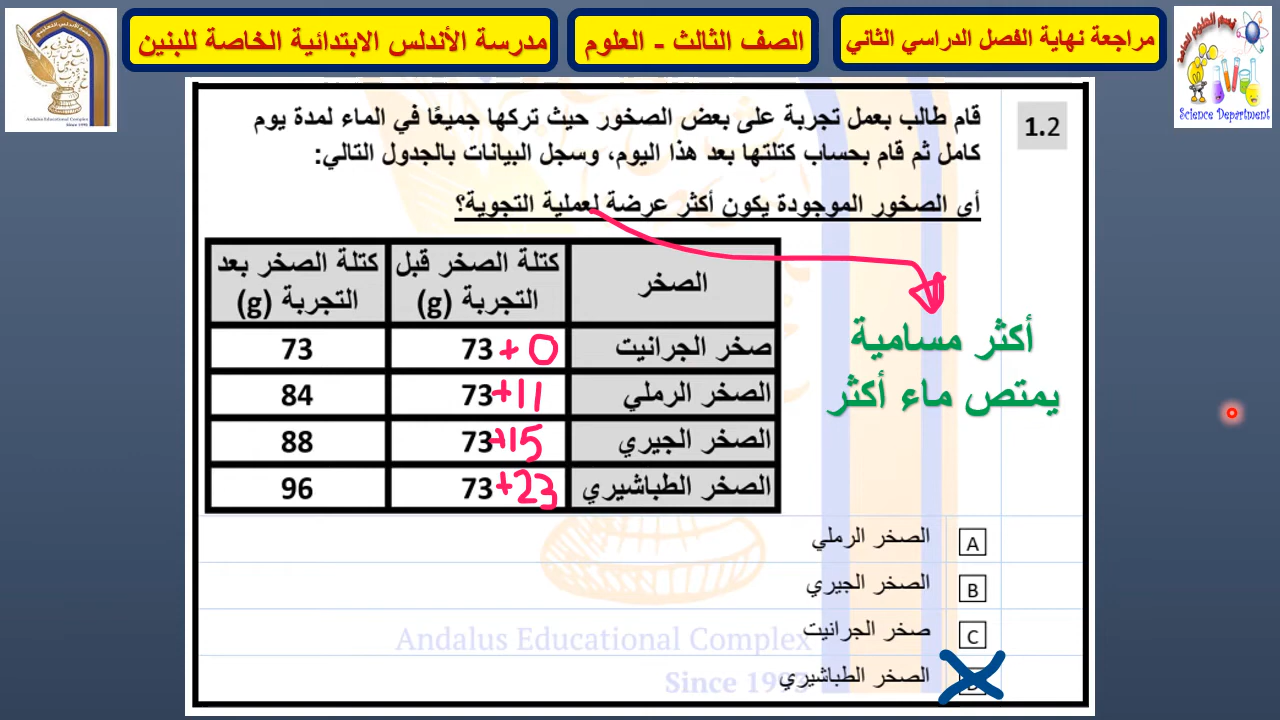 مراجعة نهاية الفصل الدراسي الثاني
الصف الثالث - العلوم
مدرسة الأندلس الابتدائية الخاصة للبنين
قسم العلوم العامة
Science Department
Andalus Educational Complex
Since 1993
1.2
قام طالب بعمل تجربة على بعض الصخور حيث تركها جميعًا في الماء لمدة يوم
كامل ثم قام بحساب كتلتها بعد هذا اليوم، وسجل البيانات بالجدول التالي:
أي الصخور الموجودة يكون أكثر عرضة لعملية التجوية؟
الصخر | كتلة الصخر قبل التجربة (g) | كتلة الصخر بعد التجربة (g)
صخر الجرانيت | 73 + 0 | 73
الصخر الرملي | 73 +11 | 84
الصخر الجيري | 73 +15 | 88
الصخر الطباشيري | 73 +23 | 96
أكثر مسامية
يمتص ماء أكثر
A الصخر الرملي
B الصخر الجيري
C صخر الجرانيت
D الصخر الطباشيري
Andalus Educational Complex
Since 1993